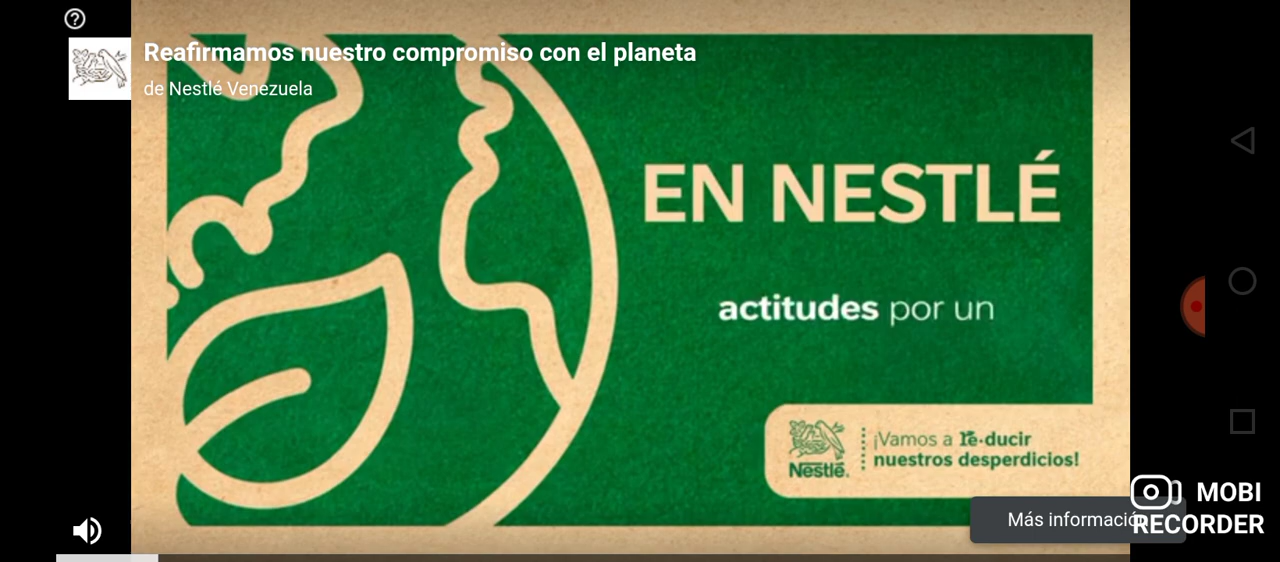 Reafirmamos nuestro compromiso con el planeta
de Nestlé Venezuela
EN NESTLÉ
actitudes por un
¡Vamos a re·ducir
nuestros desperdicios!
Nestlé.
Más información
MOBI
RECORDER